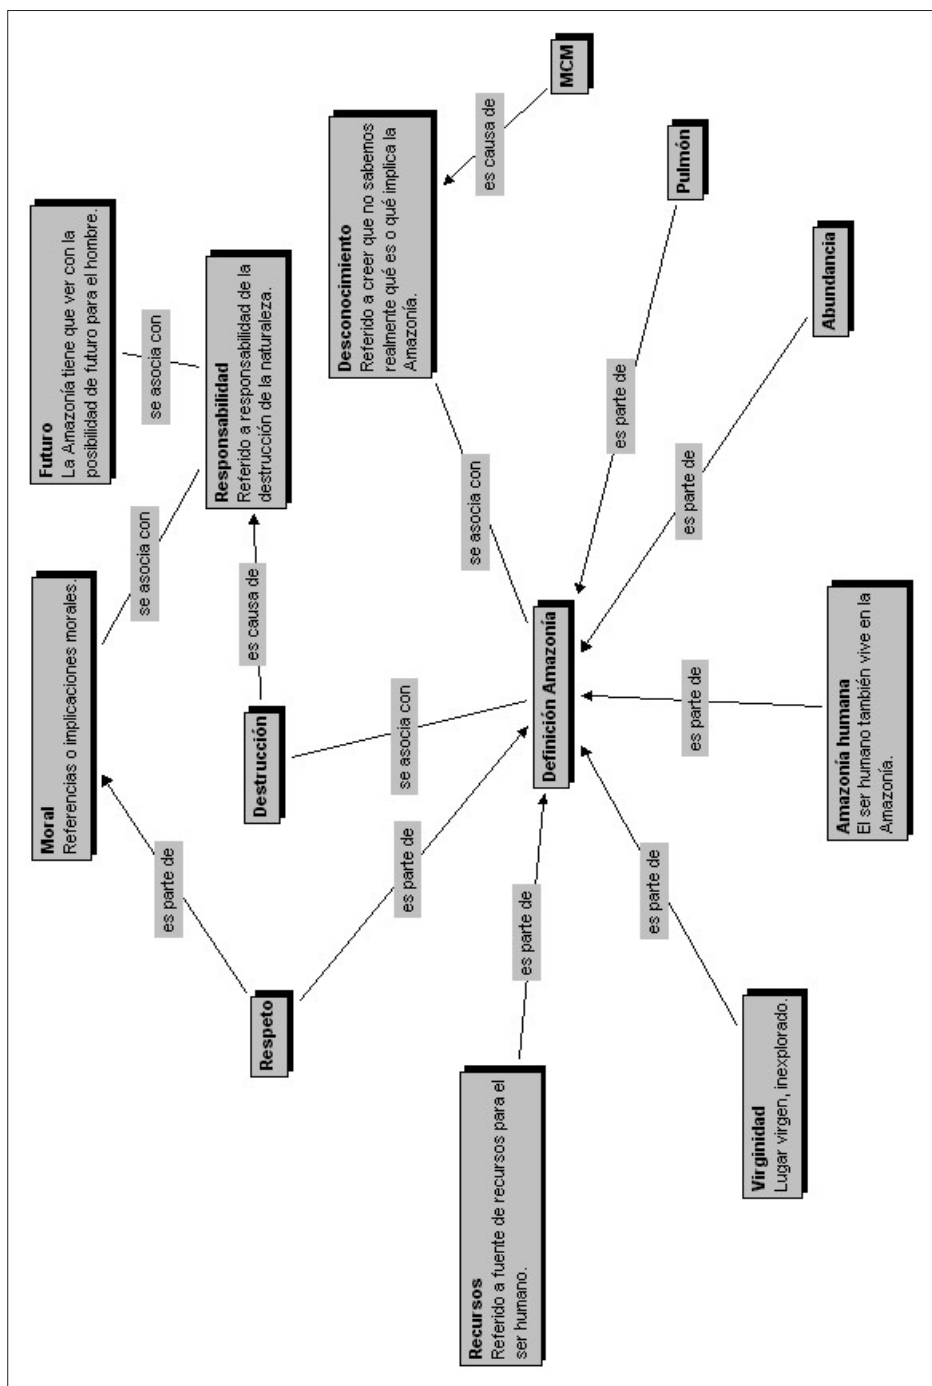 Moral
Referencias o implicaciones morales.
Futuro
La Amazonía tiene que ver con la
posibilidad de futuro para el hombre.
es parte de
se asocia con
se asocia con
Responsabilidad
Referido a responsabilidad de la
destrucción de la naturaleza.
Respeto
Destrucción
es causa de
Desconocimiento
Referido a creer que no sabemos
realmente qué es o qué implica la
Amazonía.
es parte de
se asocia con
se asocia con
es causa de
MCM
Recursos
Referido a fuente de recursos para el
ser humano.
es parte de
Definición Amazonía
es parte de
Pulmón
es parte de
es parte de
es parte de
Virginidad
Lugar virgen, inexplorado.
Abundancia
Amazonía humana
El ser humano también vive en la
Amazonía.